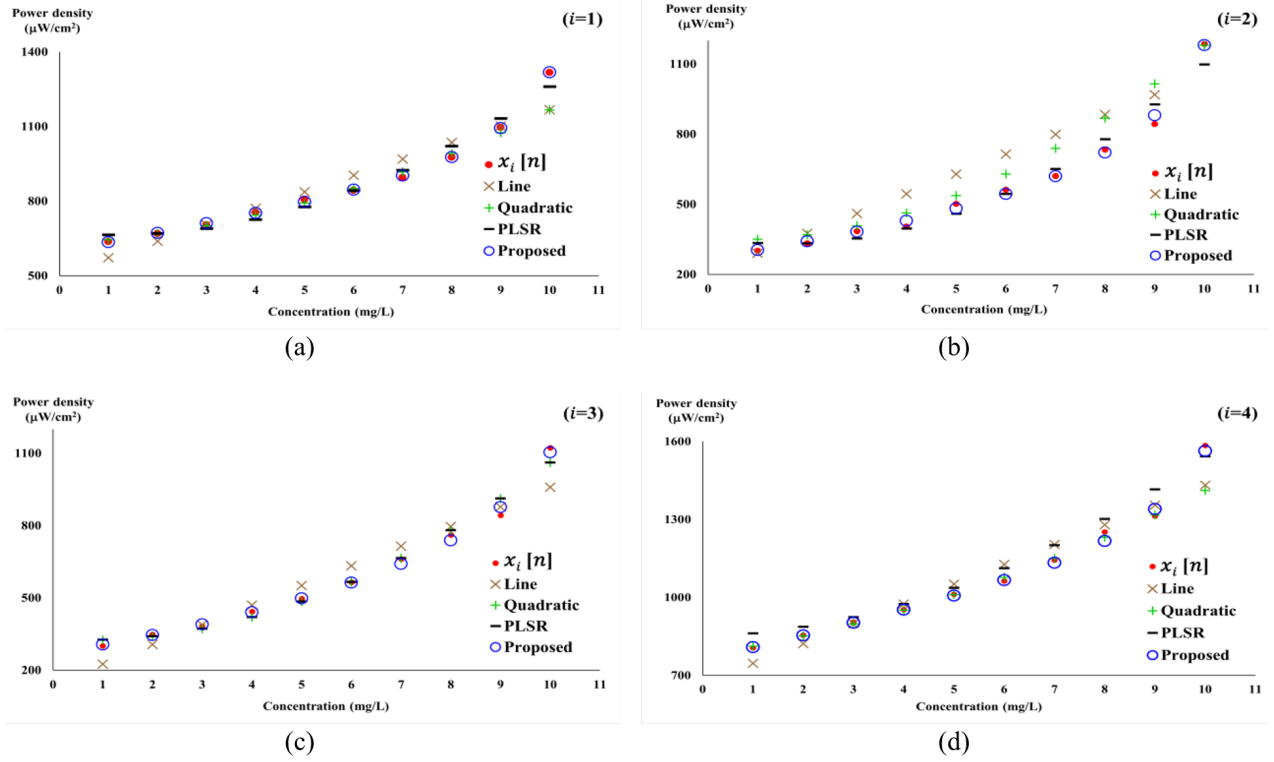 Power density
(μW/cm²)
(i=1)
1400
1100
800
500
0 1 2 3 4 5 6 7 8 9 10 11
Concentration (mg/L)
x_i [n]
Line
Quadratic
PLSR
Proposed
(a)
Power density
(μW/cm²)
(i=2)
1100
800
500
200
0 1 2 3 4 5 6 7 8 9 10 11
Concentration (mg/L)
x_i [n]
Line
Quadratic
PLSR
Proposed
(b)
Power density
(μW/cm²)
(i=3)
1100
800
500
200
0 1 2 3 4 5 6 7 8 9 10 11
Concentration (mg/L)
x_i [n]
Line
Quadratic
PLSR
Proposed
(c)
Power density
(μW/cm²)
(i=4)
1600
1300
1000
700
0 1 2 3 4 5 6 7 8 9 10 11
Concentration (mg/L)
x_i [n]
Line
Quadratic
PLSR
Proposed
(d)